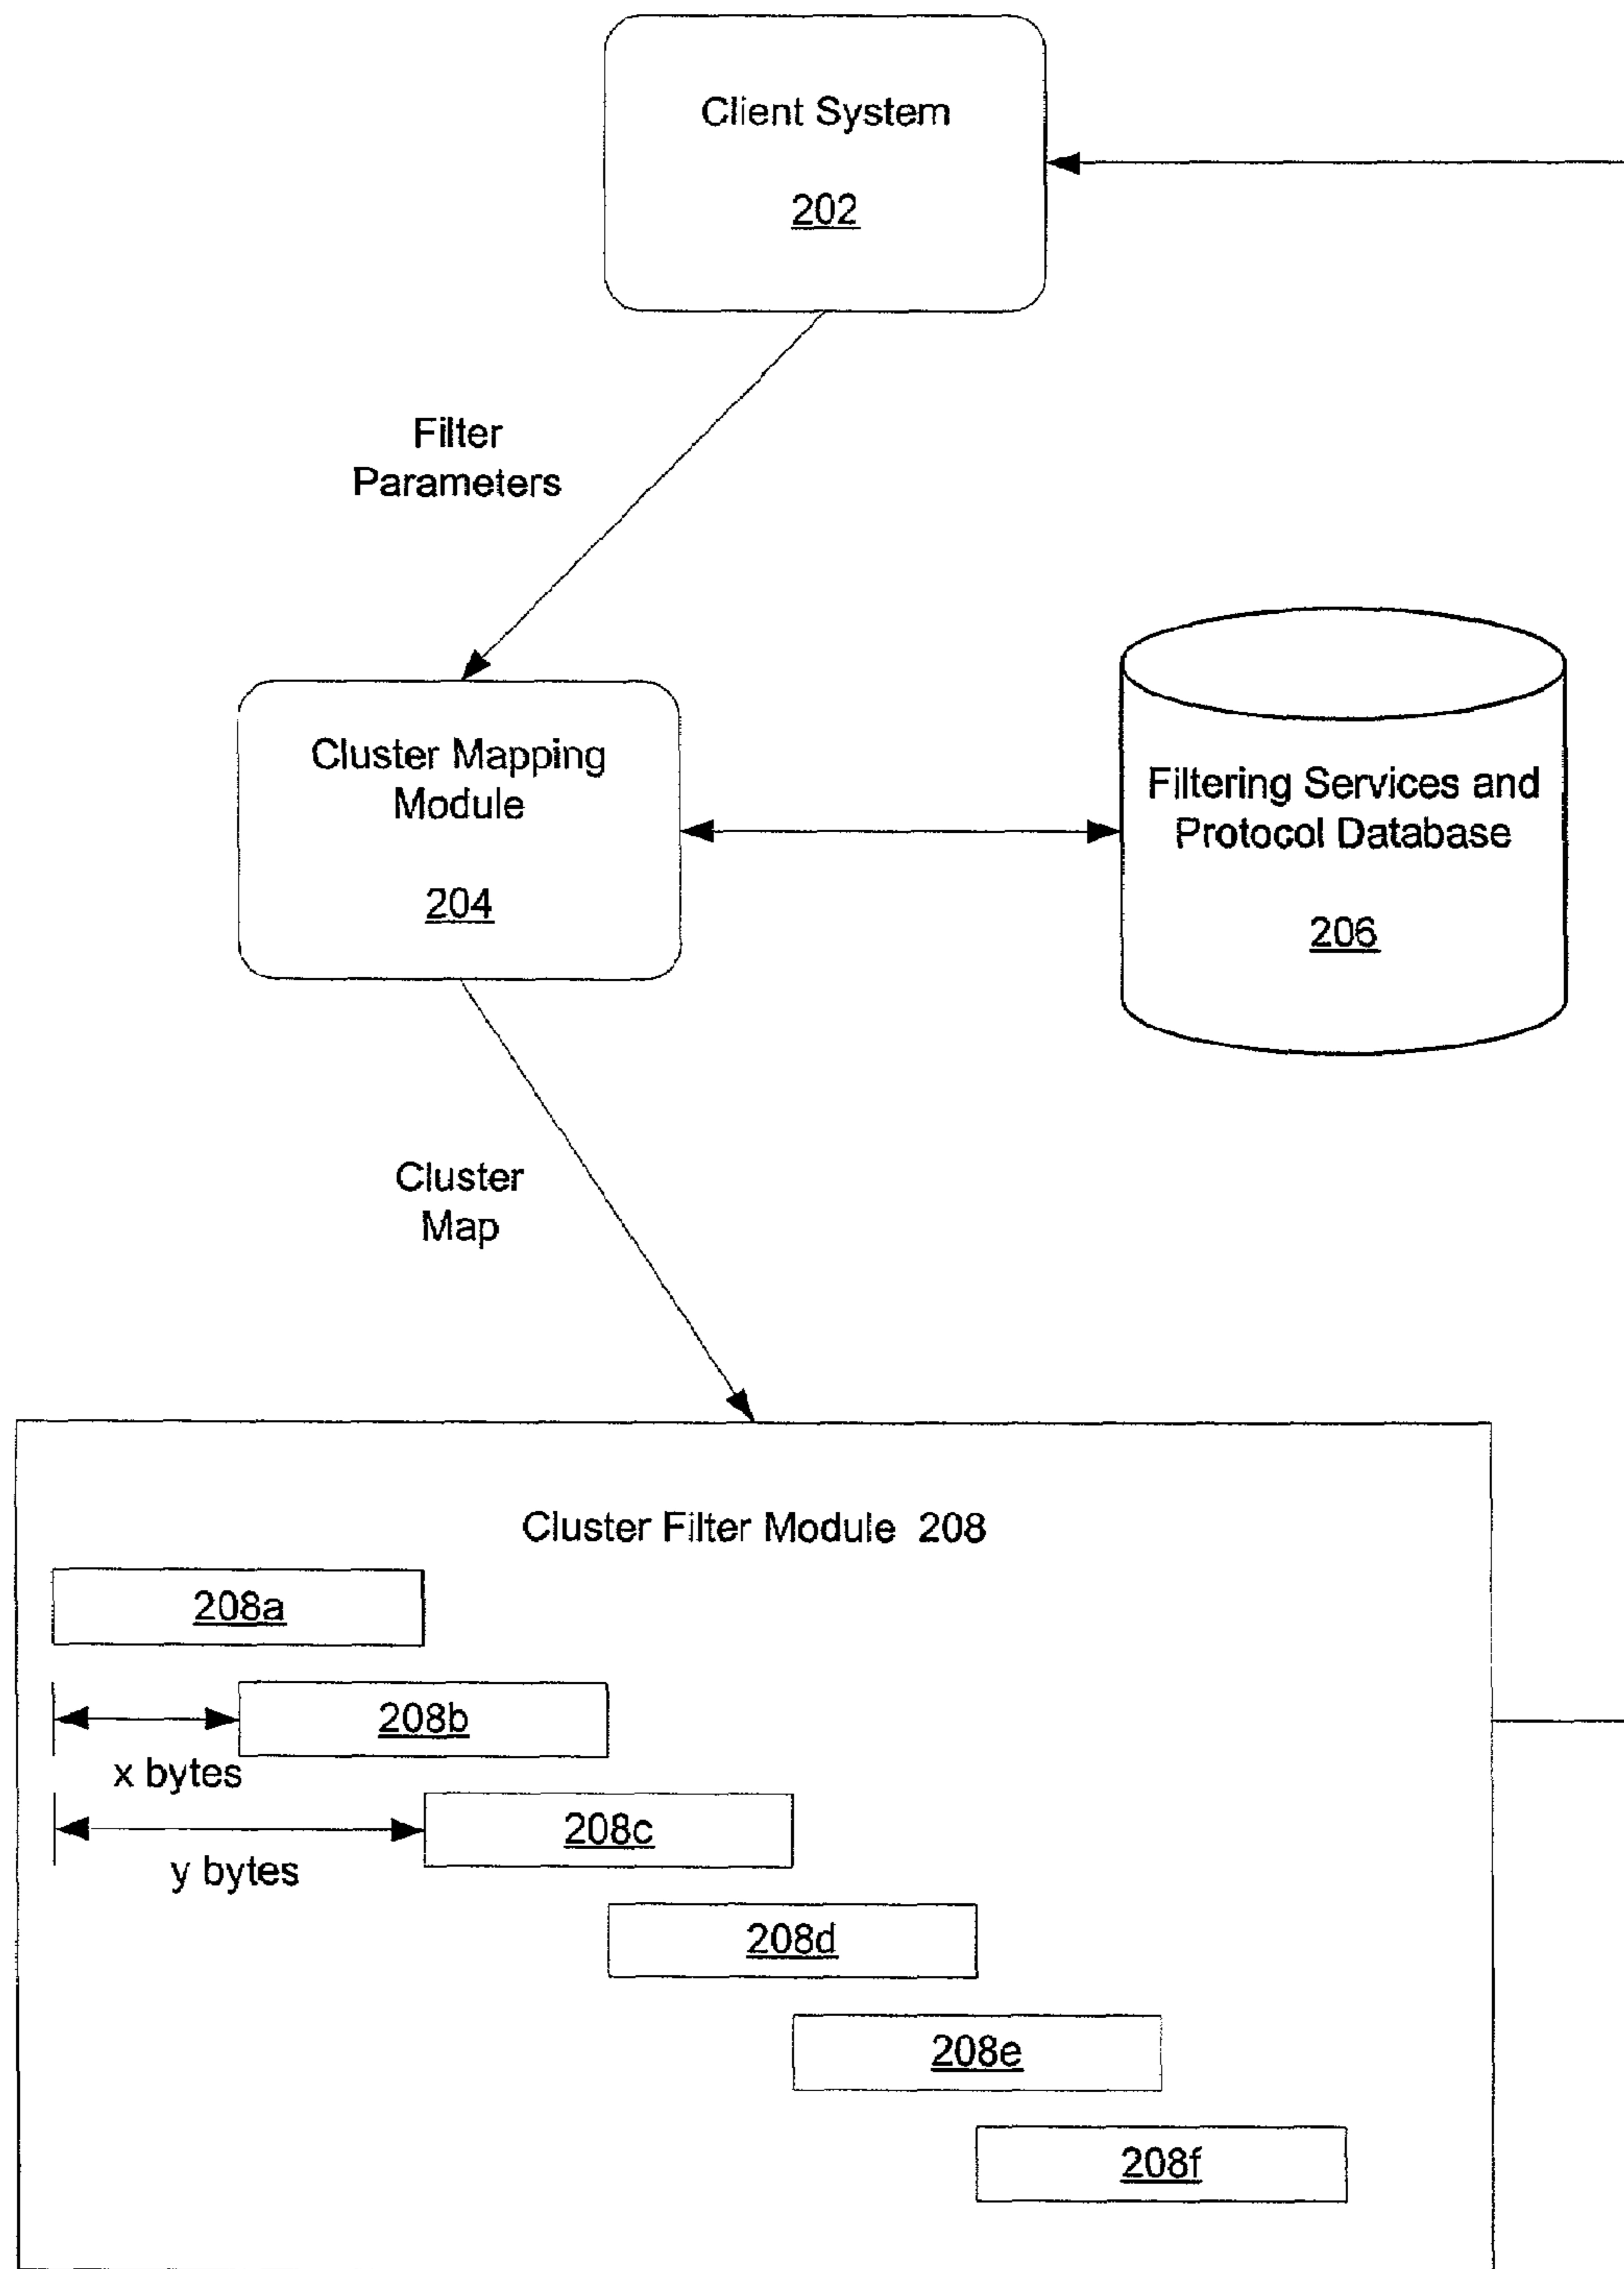 Client System
202
Filter
Parameters
Cluster Mapping
Module
204
Filtering Services and
Protocol Database
206
Cluster
Map
Cluster Filter Module 208
208a
208b
x bytes
208c
y bytes
208d
208e
208f